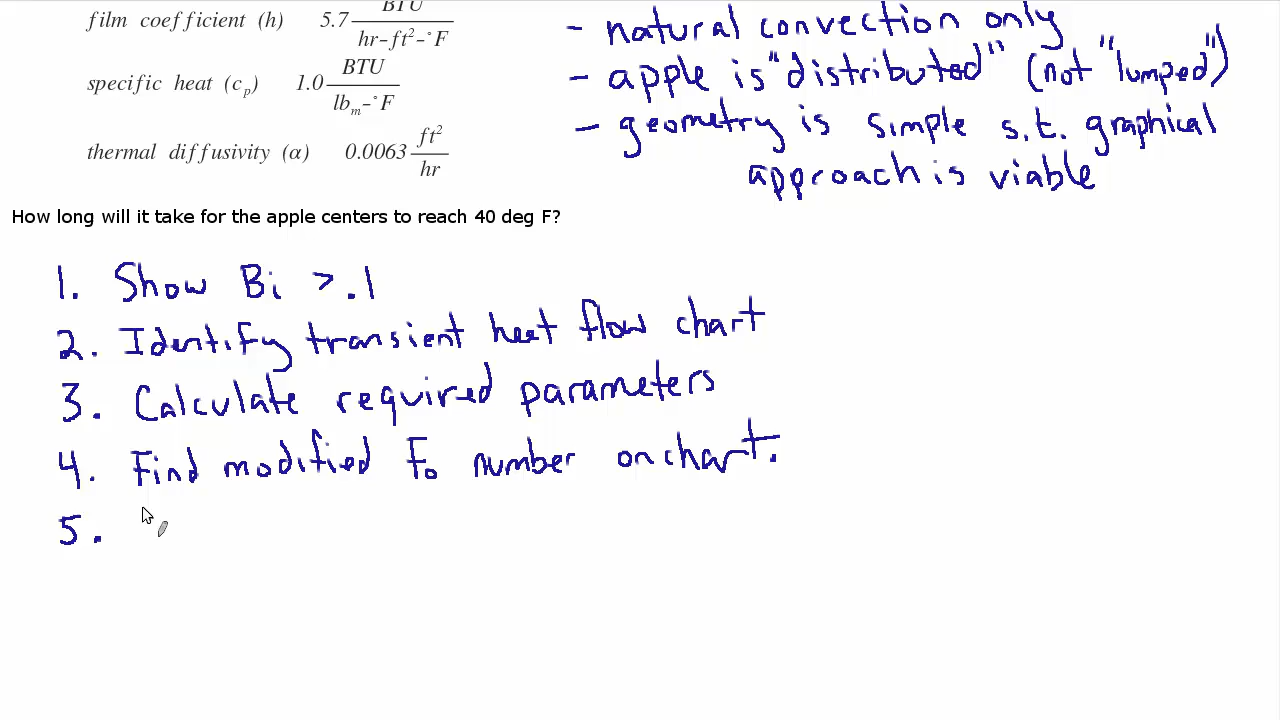 film coefficient (h) 5.7 BTU / hr-ft²-°F
specific heat (cₚ) 1.0 BTU / lbₘ-°F
thermal diffusivity (α) 0.0063 ft² / hr
- natural convection only
- apple is "distributed" (not "lumped")
- geometry is simple s.t. graphical
approach is viable
How long will it take for the apple centers to reach 40 deg F?
1. Show Bi > .1
2. Identify transient heat flow chart
3. Calculate required parameters
4. Find modified Fo number on chart.
5.